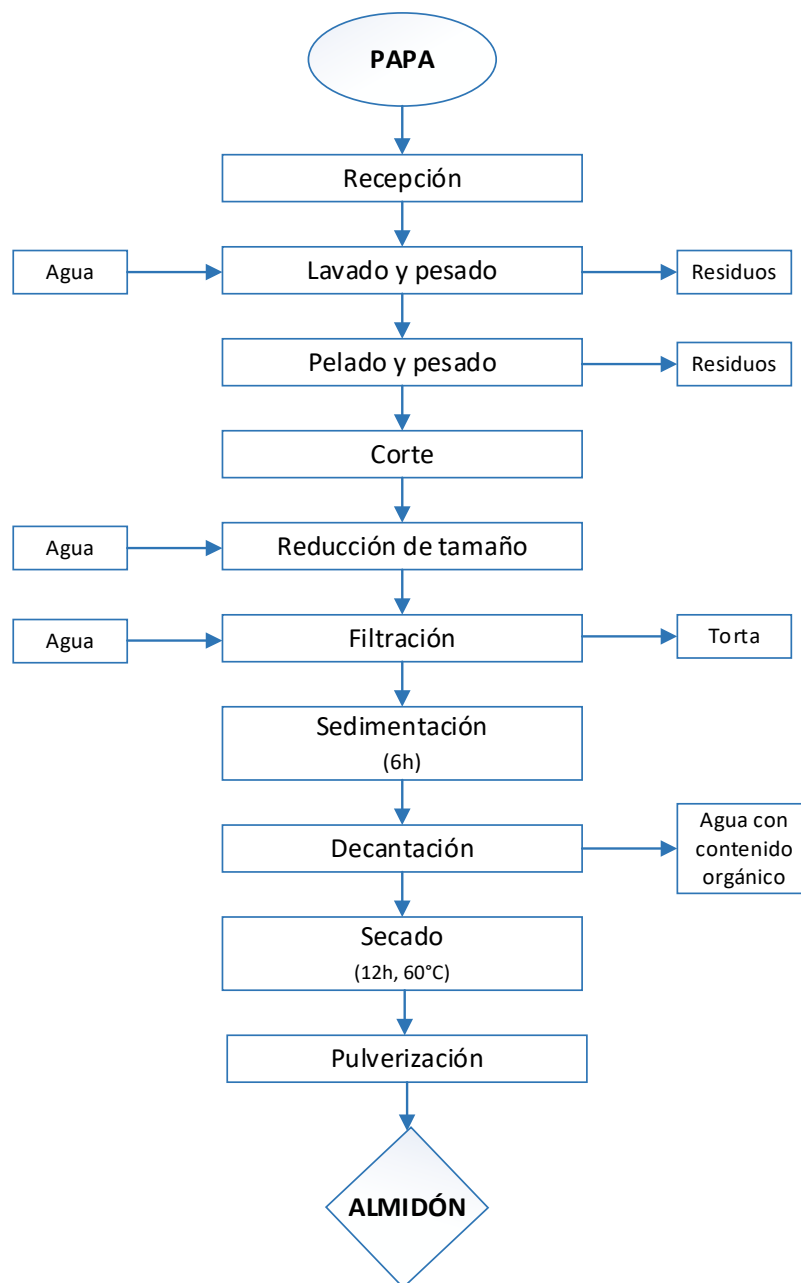 PAPA
Recepción
Agua
Lavado y pesado
Residuos
Pelado y pesado
Residuos
Corte
Agua
Reducción de tamaño
Agua
Filtración
Torta
Sedimentación
(6h)
Decantación
Agua con
contenido
orgánico
Secado
(12h, 60°C)
Pulverización
ALMIDÓN